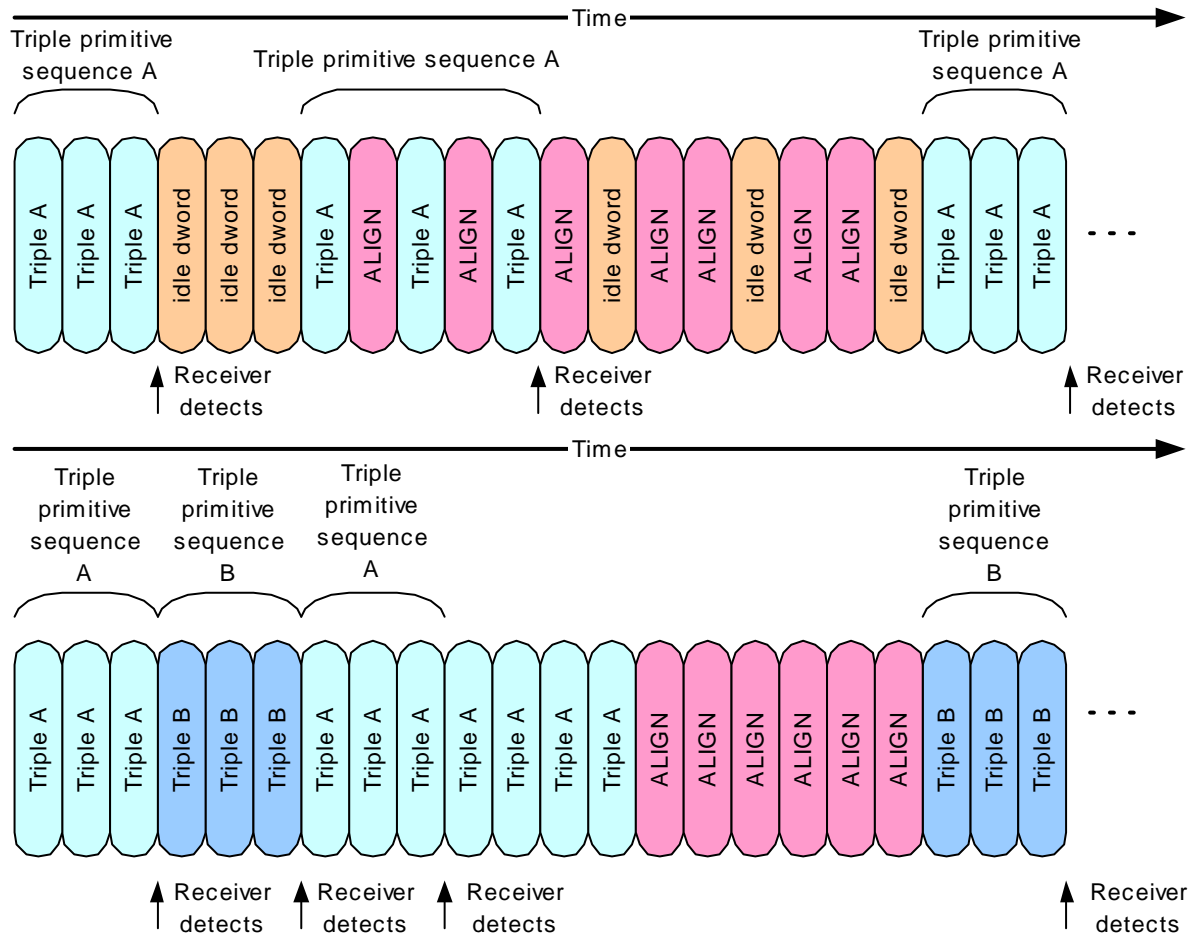 Time
Triple primitive
sequence A
Triple primitive sequence A
Triple primitive
sequence A
Triple A
Triple A
Triple A
idle dword
idle dword
idle dword
Triple A
ALIGN
Triple A
ALIGN
Triple A
ALIGN
idle dword
ALIGN
ALIGN
idle dword
ALIGN
ALIGN
idle dword
Triple A
Triple A
Triple A
- - -
Receiver
detects
Receiver
detects
Receiver
detects
Time
Triple
primitive
sequence
A
Triple
primitive
sequence
B
Triple
primitive
sequence
A
Triple
primitive
sequence
B
Triple A
Triple A
Triple A
Triple B
Triple B
Triple B
Triple A
Triple A
Triple A
Triple A
Triple A
Triple A
Triple A
ALIGN
ALIGN
ALIGN
ALIGN
ALIGN
ALIGN
Triple B
Triple B
Triple B
- - -
Receiver
detects
Receiver
detects
Receiver
detects
Receiver
detects